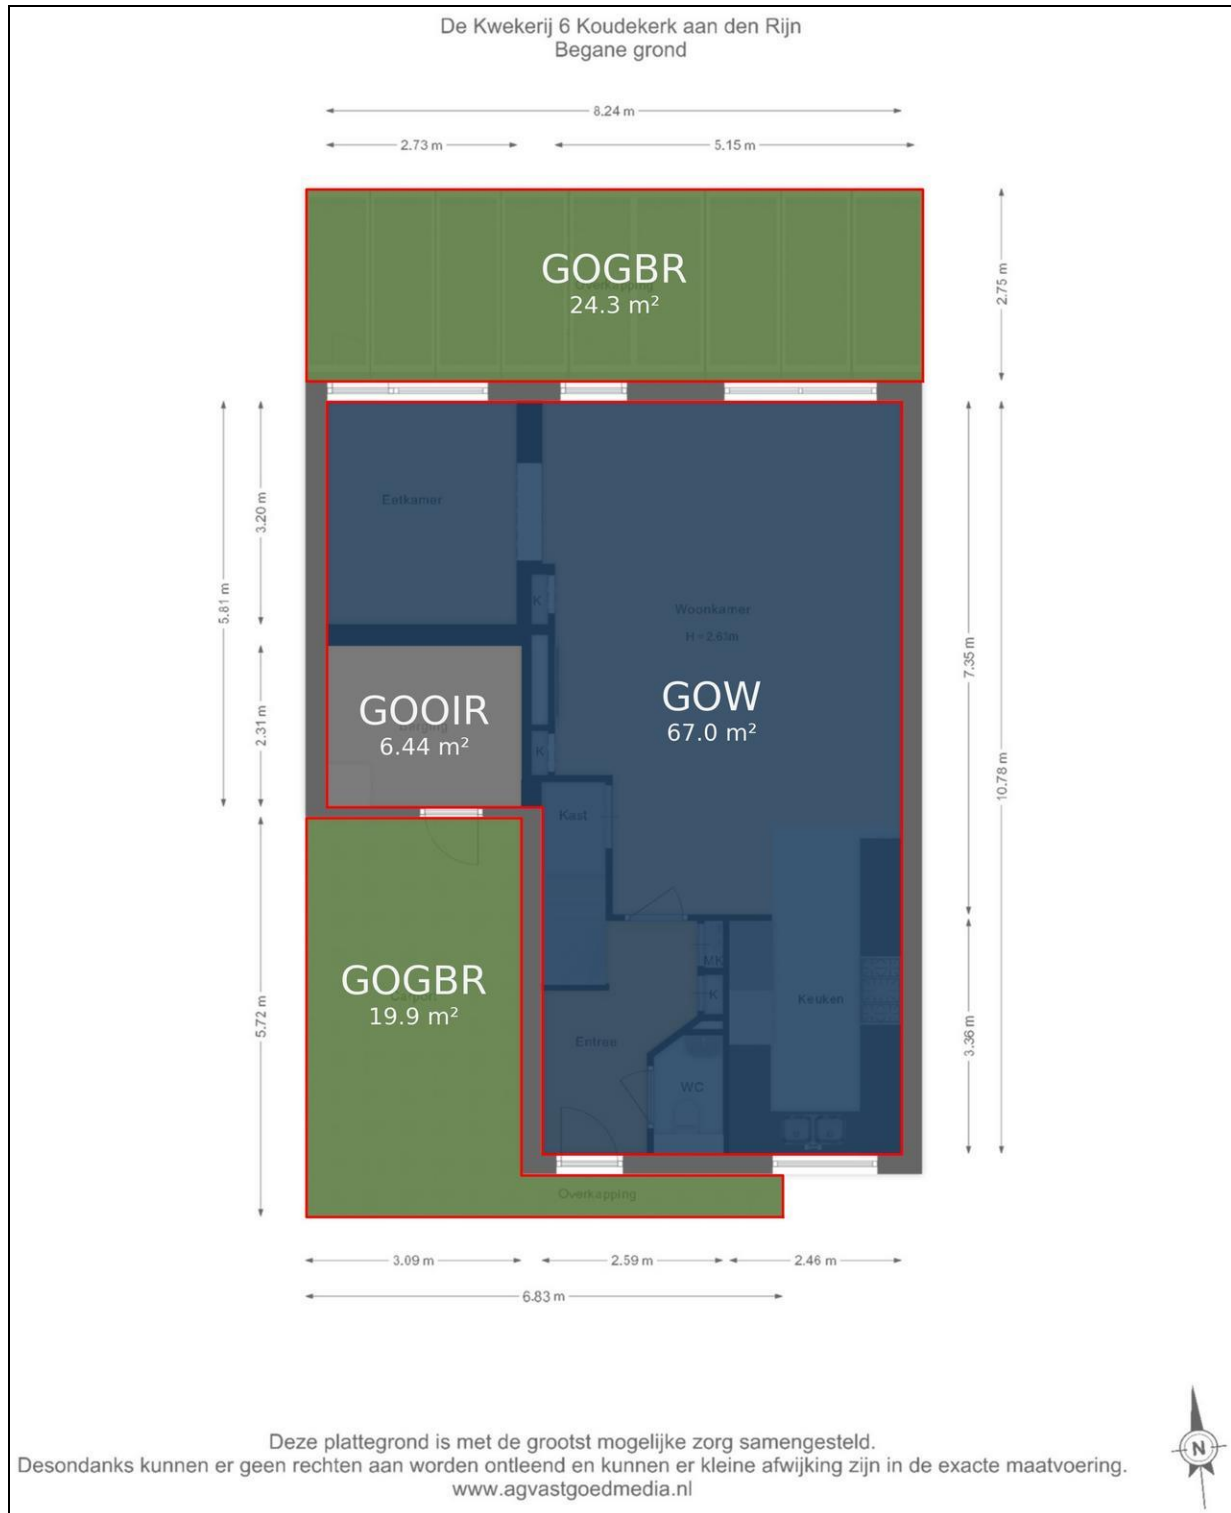 De Kwekerij 6 Koudekerk aan den Rijn
Begane grond
8.24 m
2.73 m
5.15 m
GOGBR
Overkapping
24.3 m²
2.75 m
Eetkamer
3.20 m
5.81 m
K
Woonkamer
H = 2.63m
7.35 m
GOOIR
Berging
6.44 m²
2.31 m
GOW
67.0 m²
K
10.78 m
Kast
GOGBR
Carport
19.9 m²
5.72 m
MK
K
Keuken
3.36 m
Entree
WC
Overkapping
3.09 m
2.59 m
2.46 m
6.83 m
Deze plattegrond is met de grootst mogelijke zorg samengesteld.
Desondanks kunnen er geen rechten aan worden ontleend en kunnen er kleine afwijking zijn in de exacte maatvoering.
www.agvastgoedmedia.nl
N